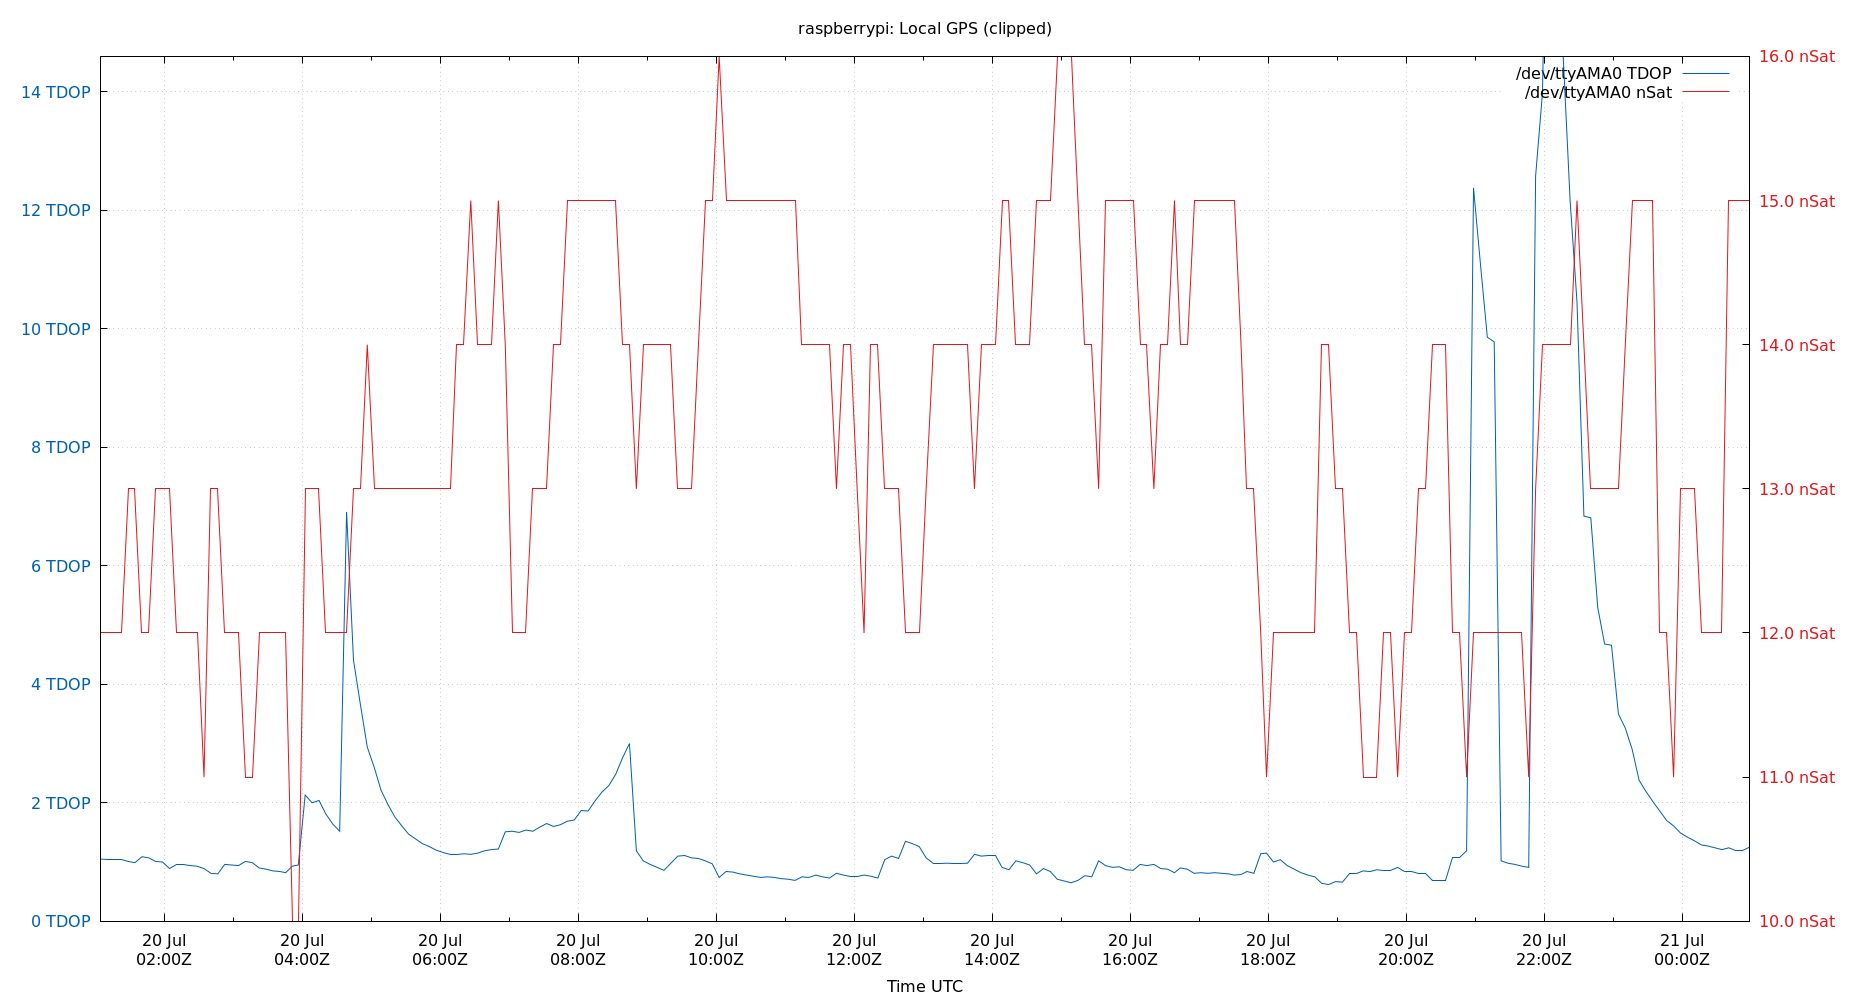 raspberrypi: Local GPS (clipped)
16.0 nSat
/dev/ttyAMA0 TDOP
14 TDOP
/dev/ttyAMA0 nSat
12 TDOP
15.0 nSat
10 TDOP
14.0 nSat
8 TDOP
13.0 nSat
6 TDOP
12.0 nSat
4 TDOP
11.0 nSat
2 TDOP
0 TDOP
10.0 nSat
20 Jul 20 Jul 20 Jul 20 Jul 20 Jul 20 Jul 20 Jul 20 Jul 20 Jul 20 Jul 20 Jul 21 Jul
02:00Z 04:00Z 06:00Z 08:00Z 10:00Z 12:00Z 14:00Z 16:00Z 18:00Z 20:00Z 22:00Z 00:00Z
Time UTC